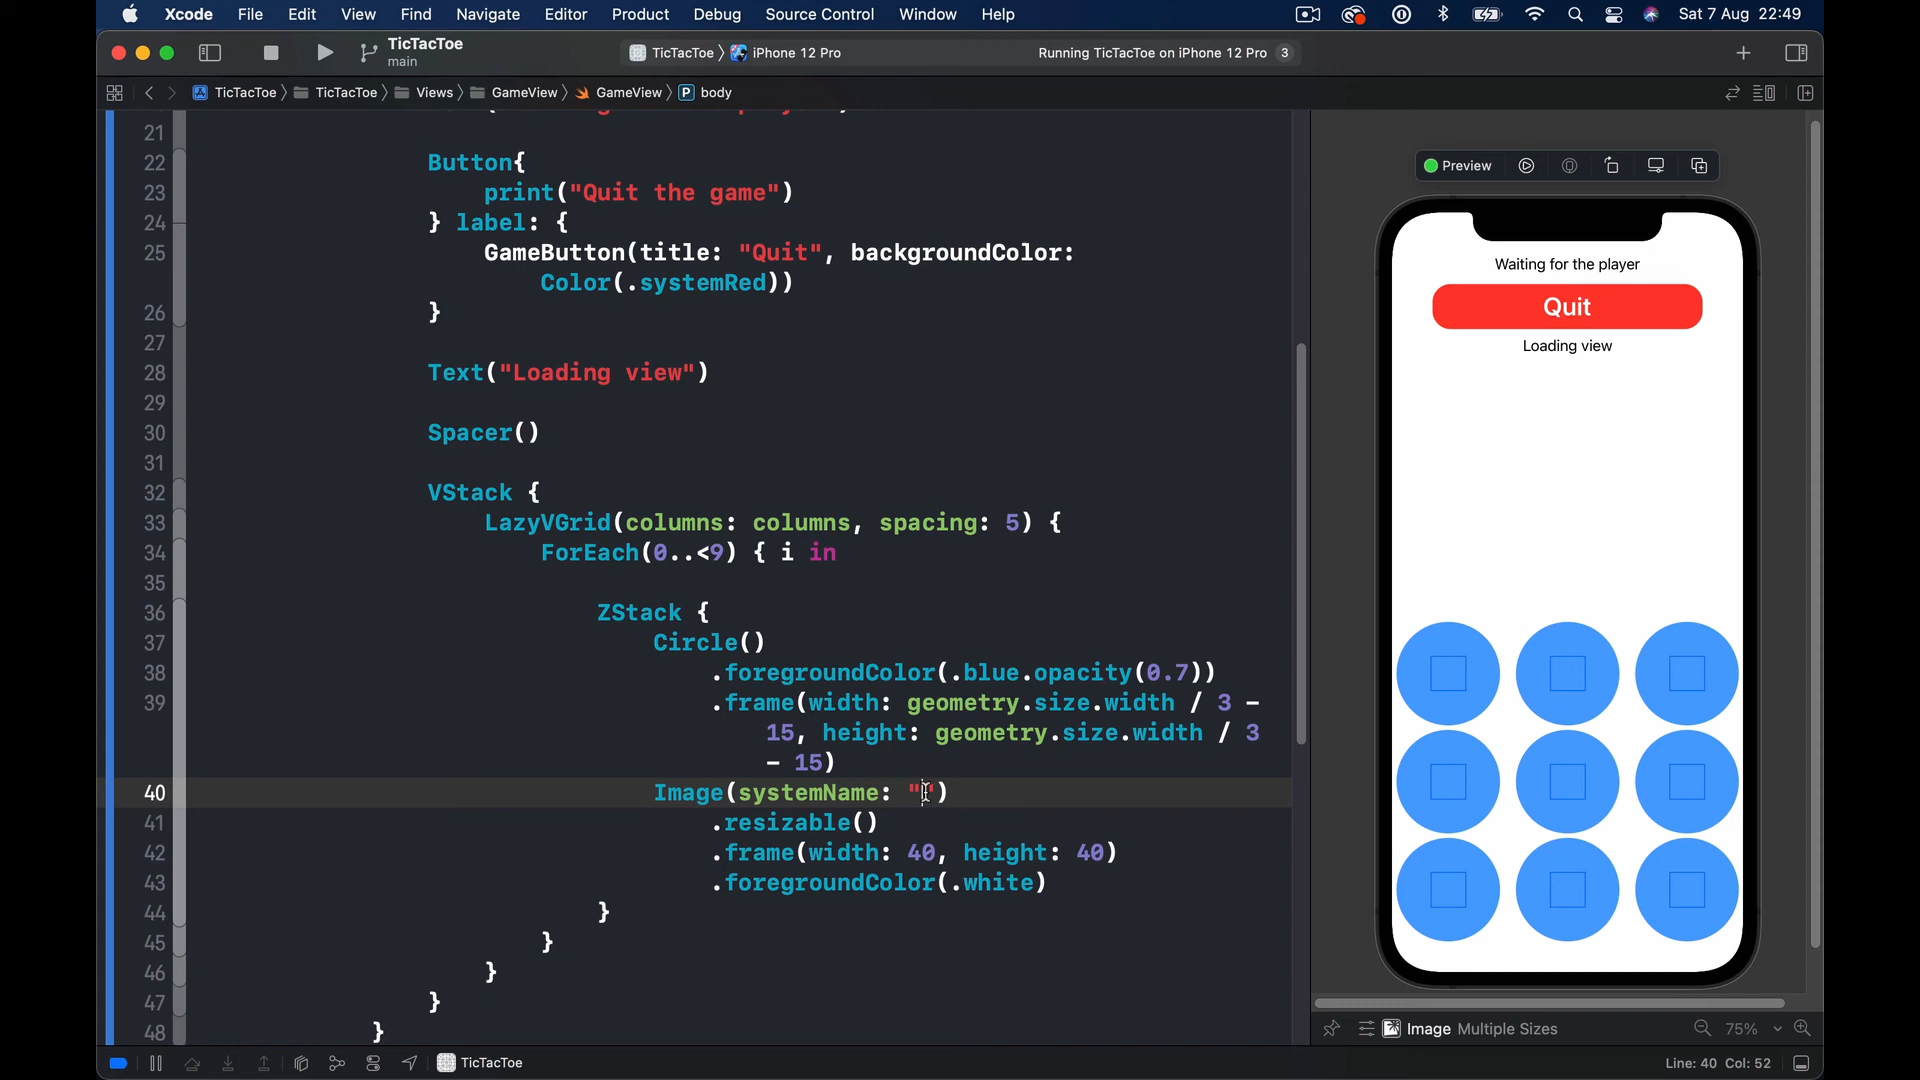 Xcode File Edit View Find Navigate Editor Product Debug Source Control Window Help Sat 7 Aug 22:49
TicTacToe
main
TicTacToe 〉 iPhone 12 Pro
Running TicTacToe on iPhone 12 Pro 3
TicTacToe 〉 TicTacToe 〉 Views 〉 GameView 〉 GameView 〉 P body
21
22 Button{
23 print("Quit the game")
24 } label: {
25 GameButton(title: "Quit", backgroundColor:
Color(.systemRed))
26 }
27
28 Text("Loading view")
29
30 Spacer()
31
32 VStack {
33 LazyVGrid(columns: columns, spacing: 5) {
34 ForEach(0..<9) { i in
35
36 ZStack {
37 Circle()
38 .foregroundColor(.blue.opacity(0.7))
39 .frame(width: geometry.size.width / 3 -
15, height: geometry.size.width / 3
- 15)
40 Image(systemName: "")
41 .resizable()
42 .frame(width: 40, height: 40)
43 .foregroundColor(.white)
44 }
45 }
46 }
47 }
48 }
Preview
Waiting for the player
Quit
Loading view
Image Multiple Sizes 75%
TicTacToe
Line: 40 Col: 52